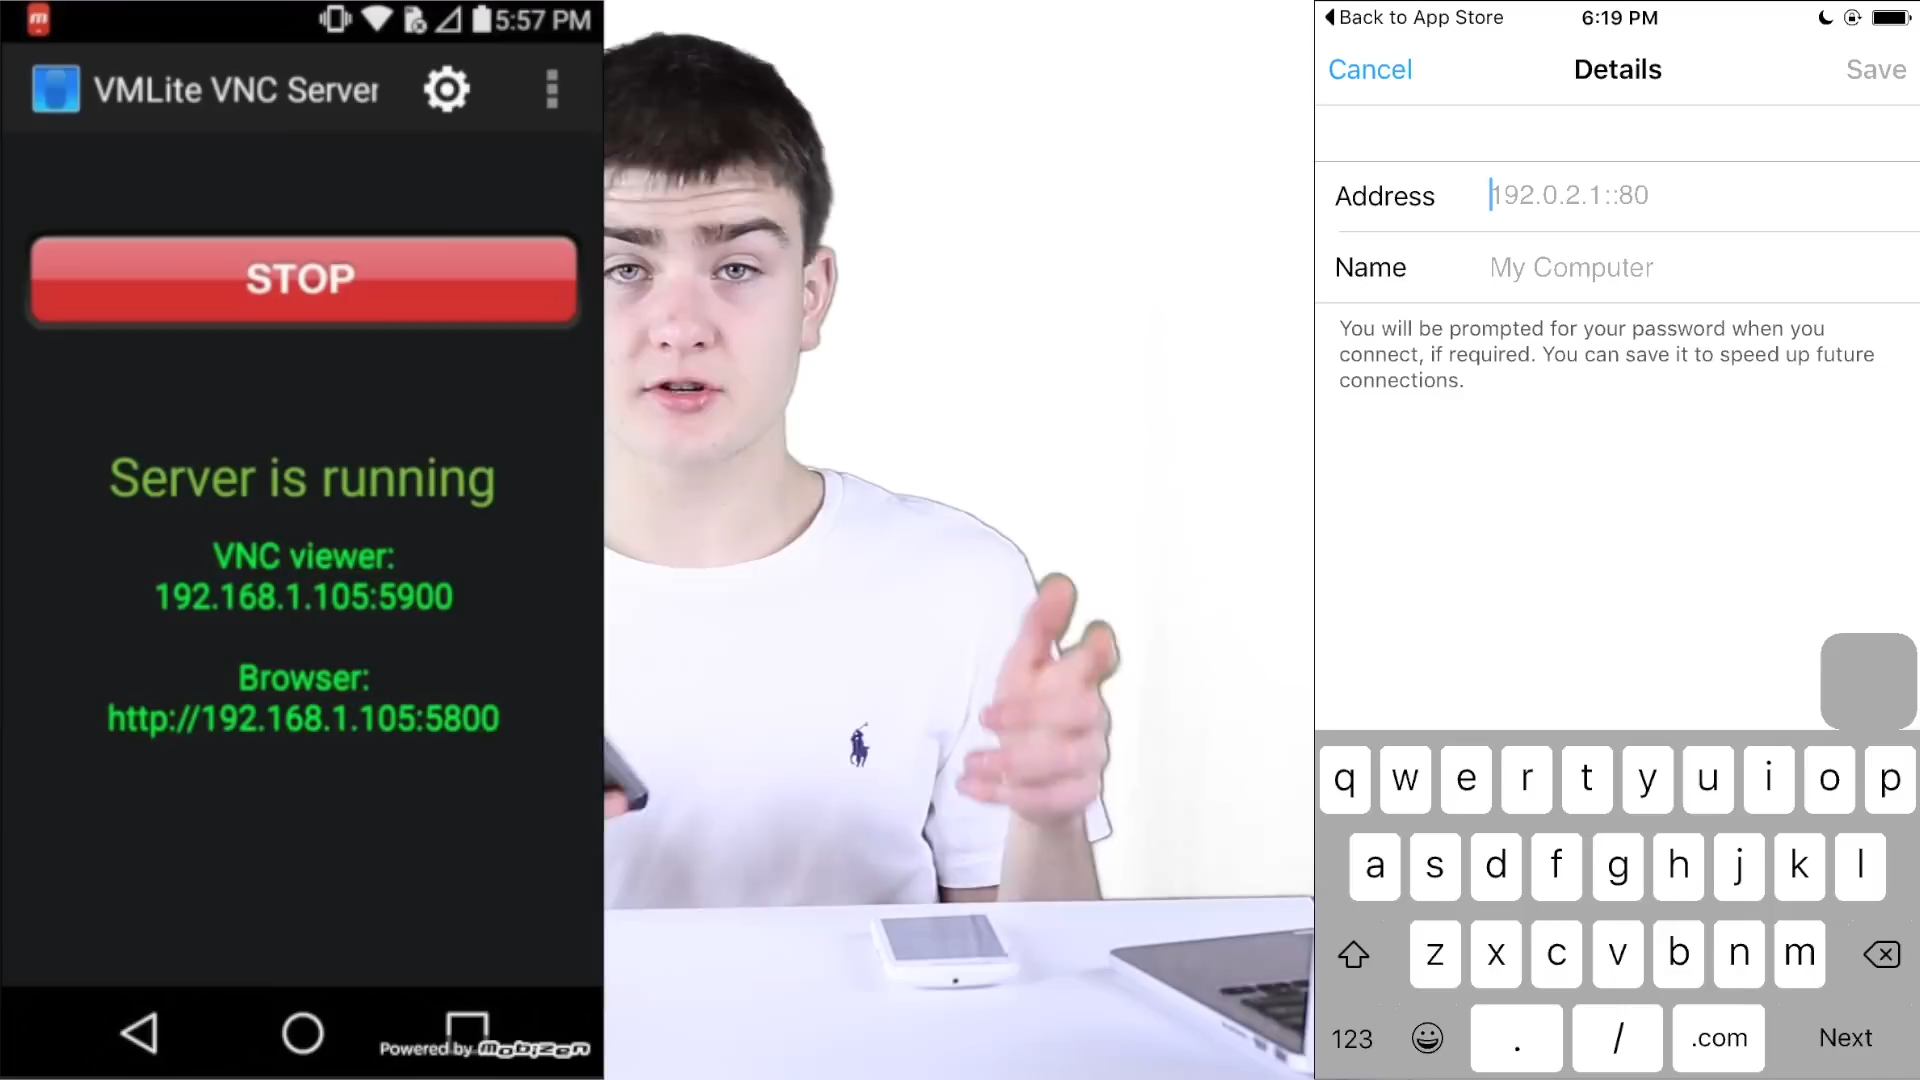 5:57 PM
VMLite VNC Server
STOP
Server is running
VNC viewer:
192.168.1.105:5900
Browser:
http://192.168.1.105:5800
Powered by mobizen
Back to App Store
6:19 PM
Cancel
Details
Save
Address
192.0.2.1::80
Name
My Computer
You will be prompted for your password when you
connect, if required. You can save it to speed up future
connections.
q w e r t y u i o p
a s d f g h j k l
z x c v b n m
123
. / .com
Next